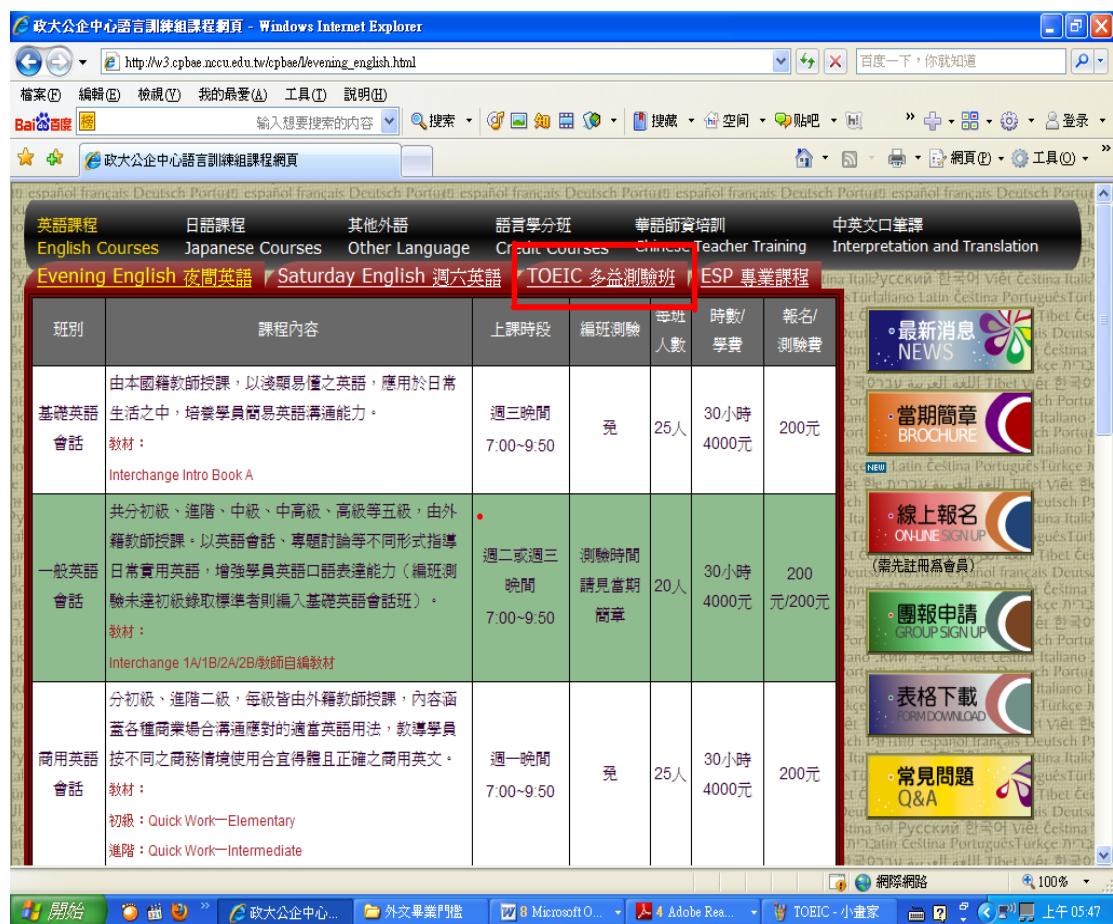 政大公企中心語言訓練組課程網頁 - Windows Internet Explorer
http://w3.cpbae.nccu.edu.tw/cpbae/l/evening_english.html
百度一下，你就知道
檔案(F) 編輯(E) 檢視(V) 我的最愛(A) 工具(T) 說明(H)
Bai 百度 榜 输入想要搜索的内容 搜索 知 搜藏 空间 贴吧 hi » 登录
政大公企中心語言訓練組課程網頁 網頁(P) 工具(O) »
英語課程 日語課程 其他外語 語言學分班 華語師資培訓 中英文口筆譯
English Courses Japanese Courses Other Language Credit Courses Chinese Teacher Training Interpretation and Translation
Evening English 夜間英語 Saturday English 週六英語 TOEIC 多益測驗班 ESP 專業課程
班別 課程內容 上課時段 編班測驗 每班人數 時數/學費 報名/測驗費
基礎英語會話
由本國籍教師授課，以淺顯易懂之英語，應用於日常
生活之中，培養學員簡易英語溝通能力。
教材：
Interchange Intro Book A
週三晚間
7:00~9:50
免
25人
30小時
4000元
200元
一般英語會話
共分初級、進階、中級、中高級、高級等五級，由外
籍教師授課。以英語會話、專題討論等不同形式指導
日常實用英語，增強學員英語口語表達能力（編班測
驗未達初級錄取標準者則編入基礎英語會話班）。
教材：
Interchange 1A/1B/2A/2B/教師自編教材
週二或週三
晚間
7:00~9:50
測驗時間
請見當期
簡章
20人
30小時
4000元
200
元/200元
商用英語會話
分初級、進階二級，每級皆由外籍教師授課，內容涵
蓋各種商業場合溝通應對的適當英語用法，教導學員
按不同之商務情境使用合宜得體且正確之商用英文。
教材：
初級：Quick Work—Elementary
進階：Quick Work—Intermediate
週一晚間
7:00~9:50
免
25人
30小時
4000元
200元
最新消息
NEWS
當期簡章
BROCHURE
NEW
線上報名
ON-LINE SIGN UP
(需先註冊為會員)
團報申請
GROUP SIGN UP
表格下載
FORM DOWNLOAD
常見問題
Q&A
網際網路 100%
開始 » 政大公企中心... 外文畢業門檻 8 Microsoft O... 4 Adobe Rea... TOEIC - 小畫家 上午 05:47